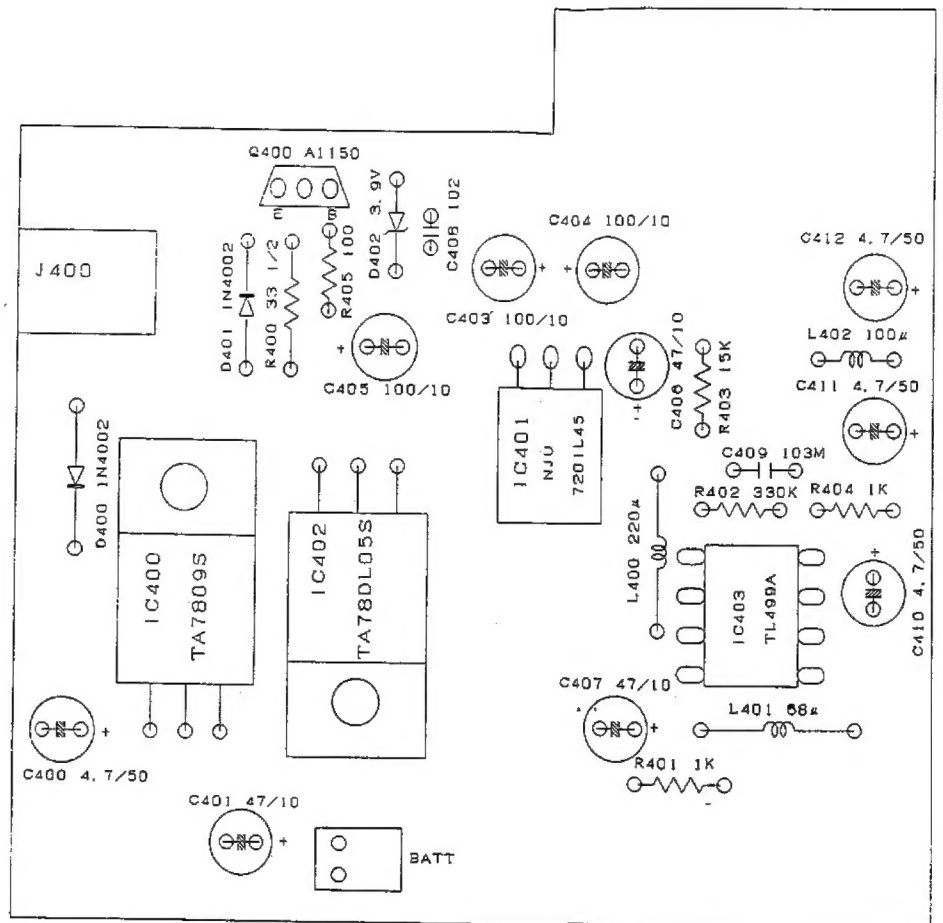 Q400 A1150
E B
J400
D401 1N4002
R400 33 1/2
R405 100
D402 3.9V
C408 102
C404 100/10
C403 100/10
C405 100/10
C412 4.7/50
L402 100μ
C411 4.7/50
C406 47/10
R403 15K
IC401
NJU
7201L45
C409 103M
R402 330K
R404 1K
D400 1N4002
IC400
TA7809S
IC402
TA78DL05S
L400 220μ
IC403
TL499A
C410 4.7/50
C407 47/10
L401 68μ
R401 1K
C400 4.7/50
C401 47/10
BATT